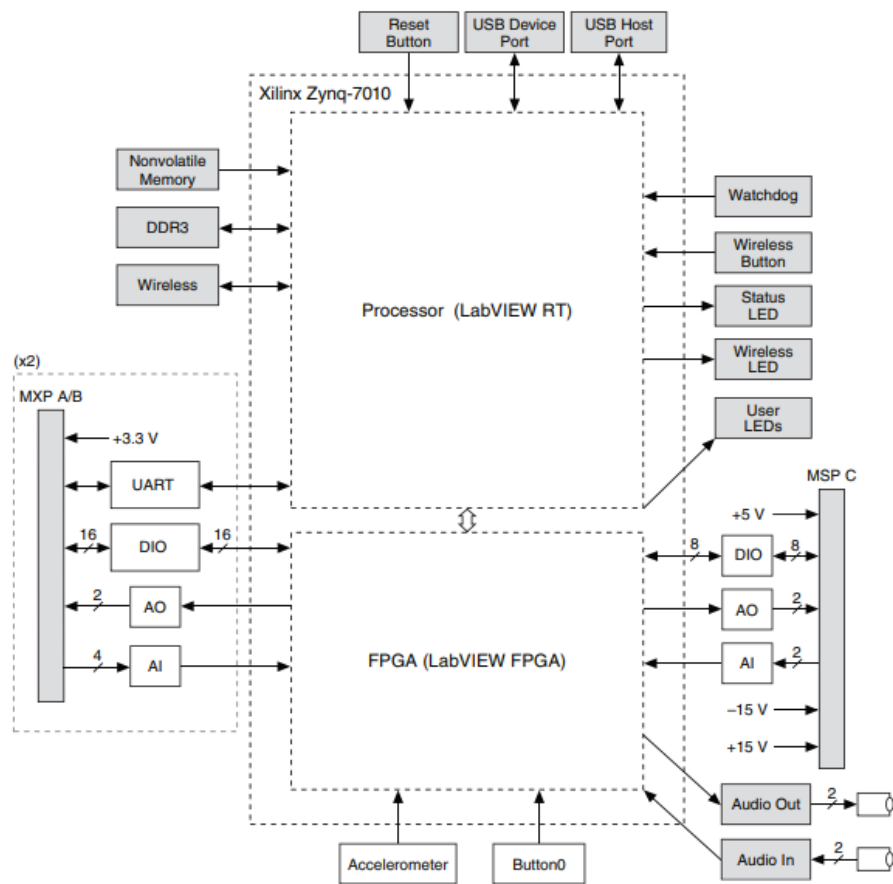 Reset
Button
USB Device
Port
USB Host
Port
Xilinx Zynq-7010
Nonvolatile
Memory
DDR3
Wireless
Processor (LabVIEW RT)
Watchdog
Wireless
Button
Status
LED
Wireless
LED
User
LEDs
(x2)
MXP A/B
+3.3 V
UART
16
DIO
16
2
AO
4
AI
FPGA (LabVIEW FPGA)
MSP C
+5 V
8
DIO
8
AO
2
AI
2
–15 V
+15 V
Audio Out
2
Audio In
2
Accelerometer
Button0